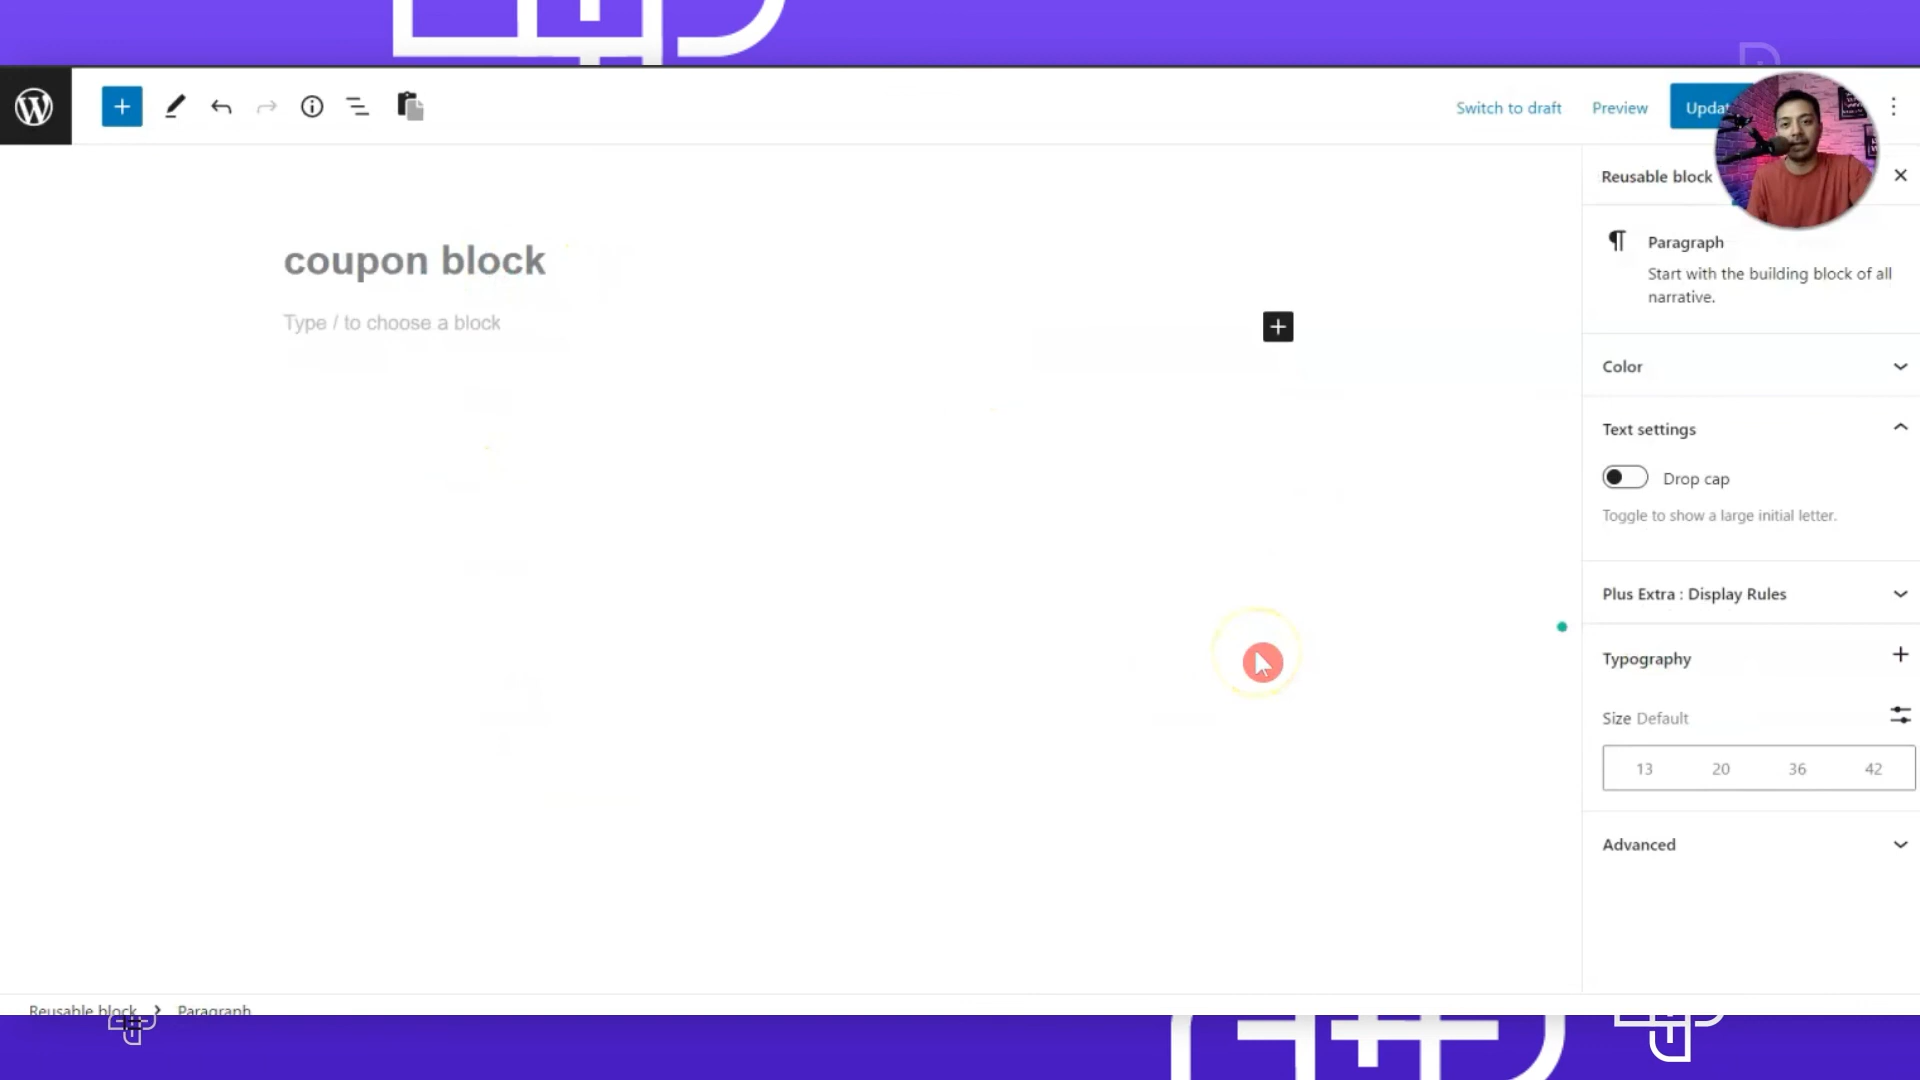 Switch to draft
Preview
Updat
Reusable block
coupon block
Type / to choose a block
Paragraph
Start with the building block of all
narrative.
Color
Text settings
Drop cap
Toggle to show a large initial letter.
Plus Extra : Display Rules
Typography
Size Default
13 20 36 42
Advanced
Reusable block > Paragraph